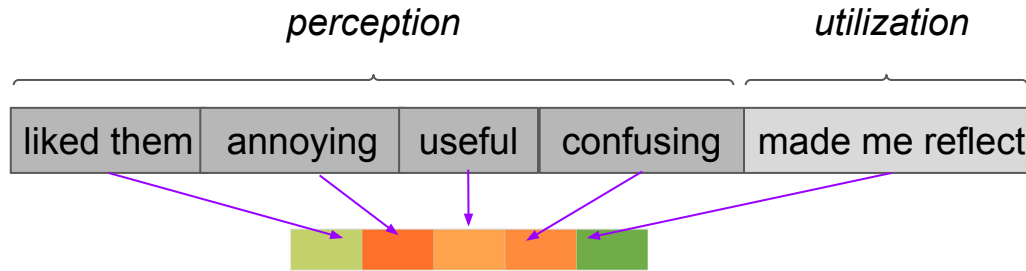 perception utilization
liked them annoying useful confusing made me reflect